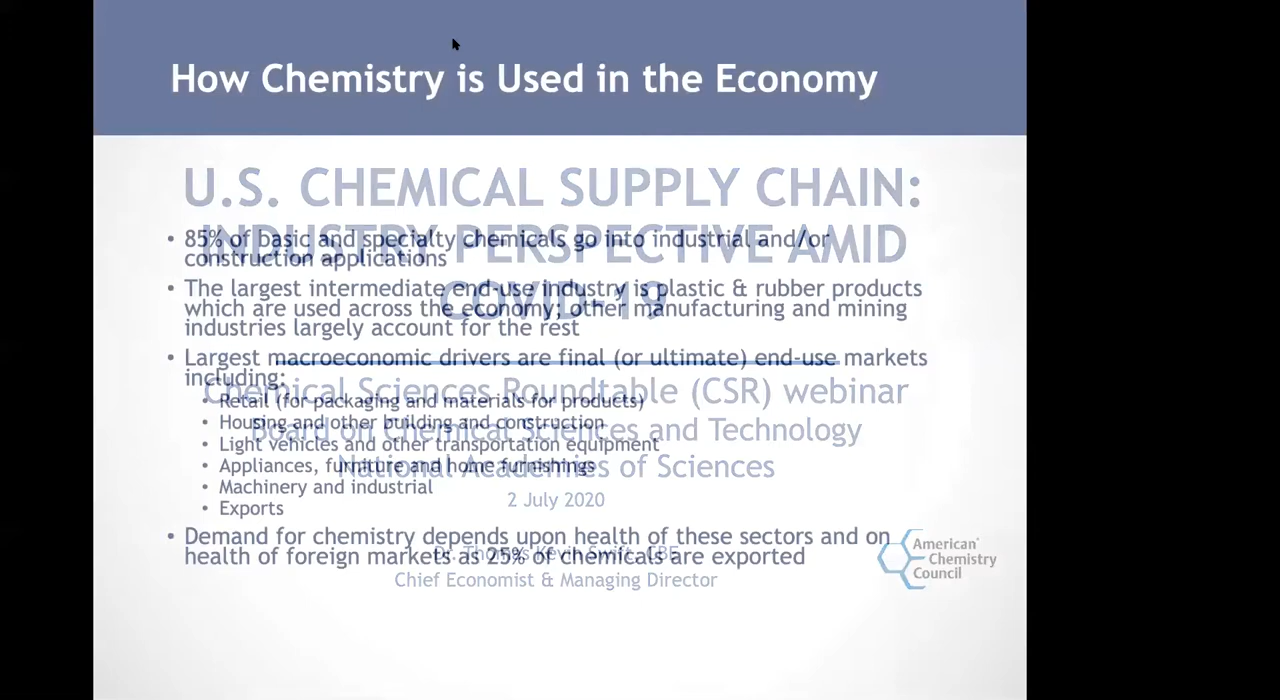 How Chemistry is Used in the Economy
U.S. CHEMICAL SUPPLY CHAIN:
INDUSTRY PERSPECTIVE AMID
COVID-19
• 85% of basic and specialty chemicals go into industrial and/or
construction applications
• The largest intermediate end-use industry is plastic & rubber products
which are used across the economy; other manufacturing and mining
industries largely account for the rest
• Largest macroeconomic drivers are final (or ultimate) end-use markets
including:
• Retail (for packaging and materials for products)
• Housing and other building and construction
• Light vehicles and other transportation equipment
• Appliances, furniture and home furnishings
• Machinery and industrial
• Exports
• Demand for chemistry depends upon health of these sectors and on
health of foreign markets as 25% of chemicals are exported
Chemical Sciences Roundtable (CSR) webinar
Board on Chemical Sciences and Technology
National Academies of Sciences
2 July 2020
Dr. Thomas Kevin Swift, CBE
Chief Economist & Managing Director
American
Chemistry
Council